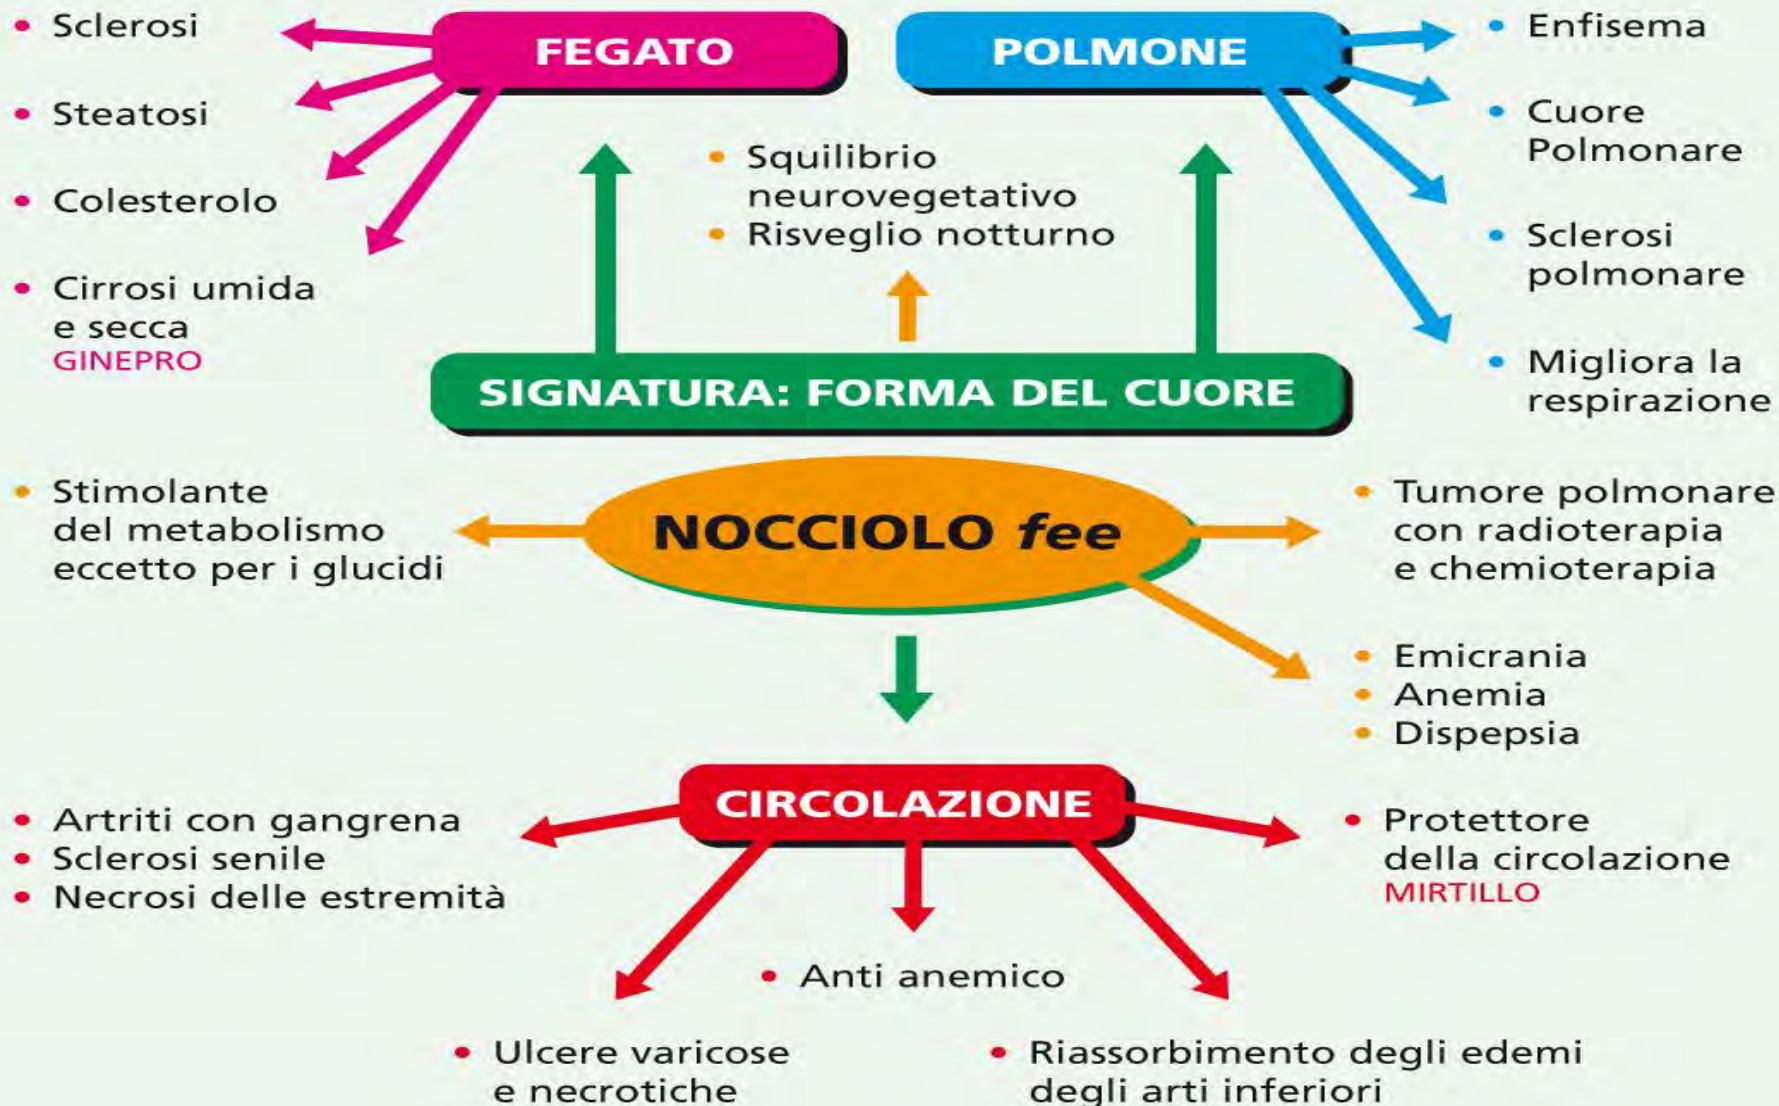 FEGATO
• Sclerosi
• Steatosi
• Colesterolo
• Cirrosi umida
e secca
GINEPRO
POLMONE
• Enfisema
• Cuore
Polmonare
• Sclerosi
polmonare
• Migliora la
respirazione
• Squilibrio
neurovegetativo
• Risveglio notturno
SIGNATURA: FORMA DEL CUORE
NOCCIOLO fee
• Stimolante
del metabolismo
eccetto per i glucidi
• Tumore polmonare
con radioterapia
e chemioterapia
• Emicrania
• Anemia
• Dispepsia
CIRCOLAZIONE
• Artriti con gangrena
• Sclerosi senile
• Necrosi delle estremità
• Protettore
della circolazione
MIRTILLO
• Anti anemico
• Ulcere varicose
e necrotiche
• Riassorbimento degli edemi
degli arti inferiori